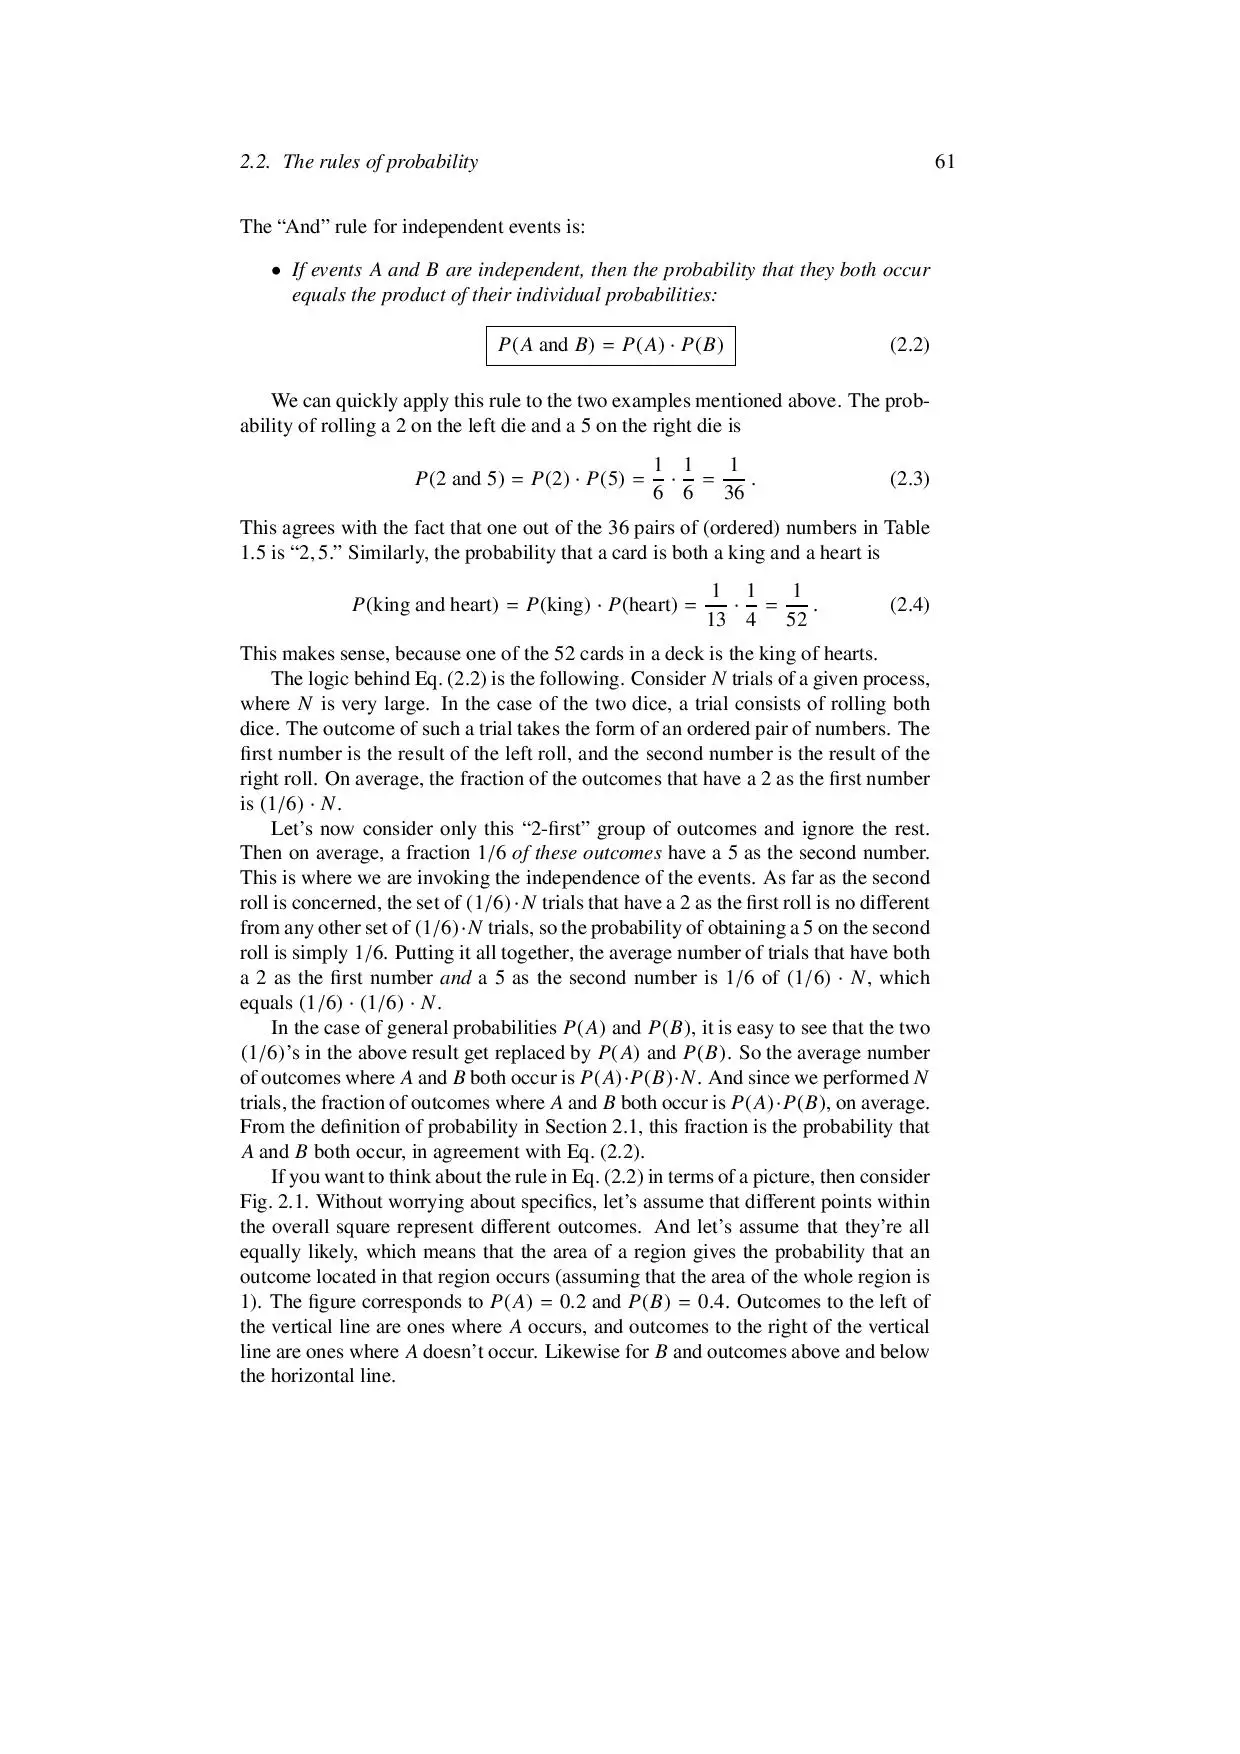 2.2. The rules of probability 61
The “And” rule for independent events is:
• If events A and B are independent, then the probability that they both occur
equals the product of their individual probabilities:
P(A and B) = P(A) · P(B) (2.2)
We can quickly apply this rule to the two examples mentioned above. The prob-
ability of rolling a 2 on the left die and a 5 on the right die is
P(2 and 5) = P(2) · P(5) = 1/6 · 1/6 = 1/36 . (2.3)
This agrees with the fact that one out of the 36 pairs of (ordered) numbers in Table
1.5 is “2, 5.” Similarly, the probability that a card is both a king and a heart is
P(king and heart) = P(king) · P(heart) = 1/13 · 1/4 = 1/52 . (2.4)
This makes sense, because one of the 52 cards in a deck is the king of hearts.
The logic behind Eq. (2.2) is the following. Consider N trials of a given process,
where N is very large. In the case of the two dice, a trial consists of rolling both
dice. The outcome of such a trial takes the form of an ordered pair of numbers. The
first number is the result of the left roll, and the second number is the result of the
right roll. On average, the fraction of the outcomes that have a 2 as the first number
is (1/6) · N.
Let’s now consider only this “2-first” group of outcomes and ignore the rest.
Then on average, a fraction 1/6 of these outcomes have a 5 as the second number.
This is where we are invoking the independence of the events. As far as the second
roll is concerned, the set of (1/6) · N trials that have a 2 as the first roll is no different
from any other set of (1/6) · N trials, so the probability of obtaining a 5 on the second
roll is simply 1/6. Putting it all together, the average number of trials that have both
a 2 as the first number and a 5 as the second number is 1/6 of (1/6) · N, which
equals (1/6) · (1/6) · N.
In the case of general probabilities P(A) and P(B), it is easy to see that the two
(1/6)’s in the above result get replaced by P(A) and P(B). So the average number
of outcomes where A and B both occur is P(A) · P(B) · N. And since we performed N
trials, the fraction of outcomes where A and B both occur is P(A) · P(B), on average.
From the definition of probability in Section 2.1, this fraction is the probability that
A and B both occur, in agreement with Eq. (2.2).
If you want to think about the rule in Eq. (2.2) in terms of a picture, then consider
Fig. 2.1. Without worrying about specifics, let’s assume that different points within
the overall square represent different outcomes. And let’s assume that they’re all
equally likely, which means that the area of a region gives the probability that an
outcome located in that region occurs (assuming that the area of the whole region is
1). The figure corresponds to P(A) = 0.2 and P(B) = 0.4. Outcomes to the left of
the vertical line are ones where A occurs, and outcomes to the right of the vertical
line are ones where A doesn’t occur. Likewise for B and outcomes above and below
the horizontal line.